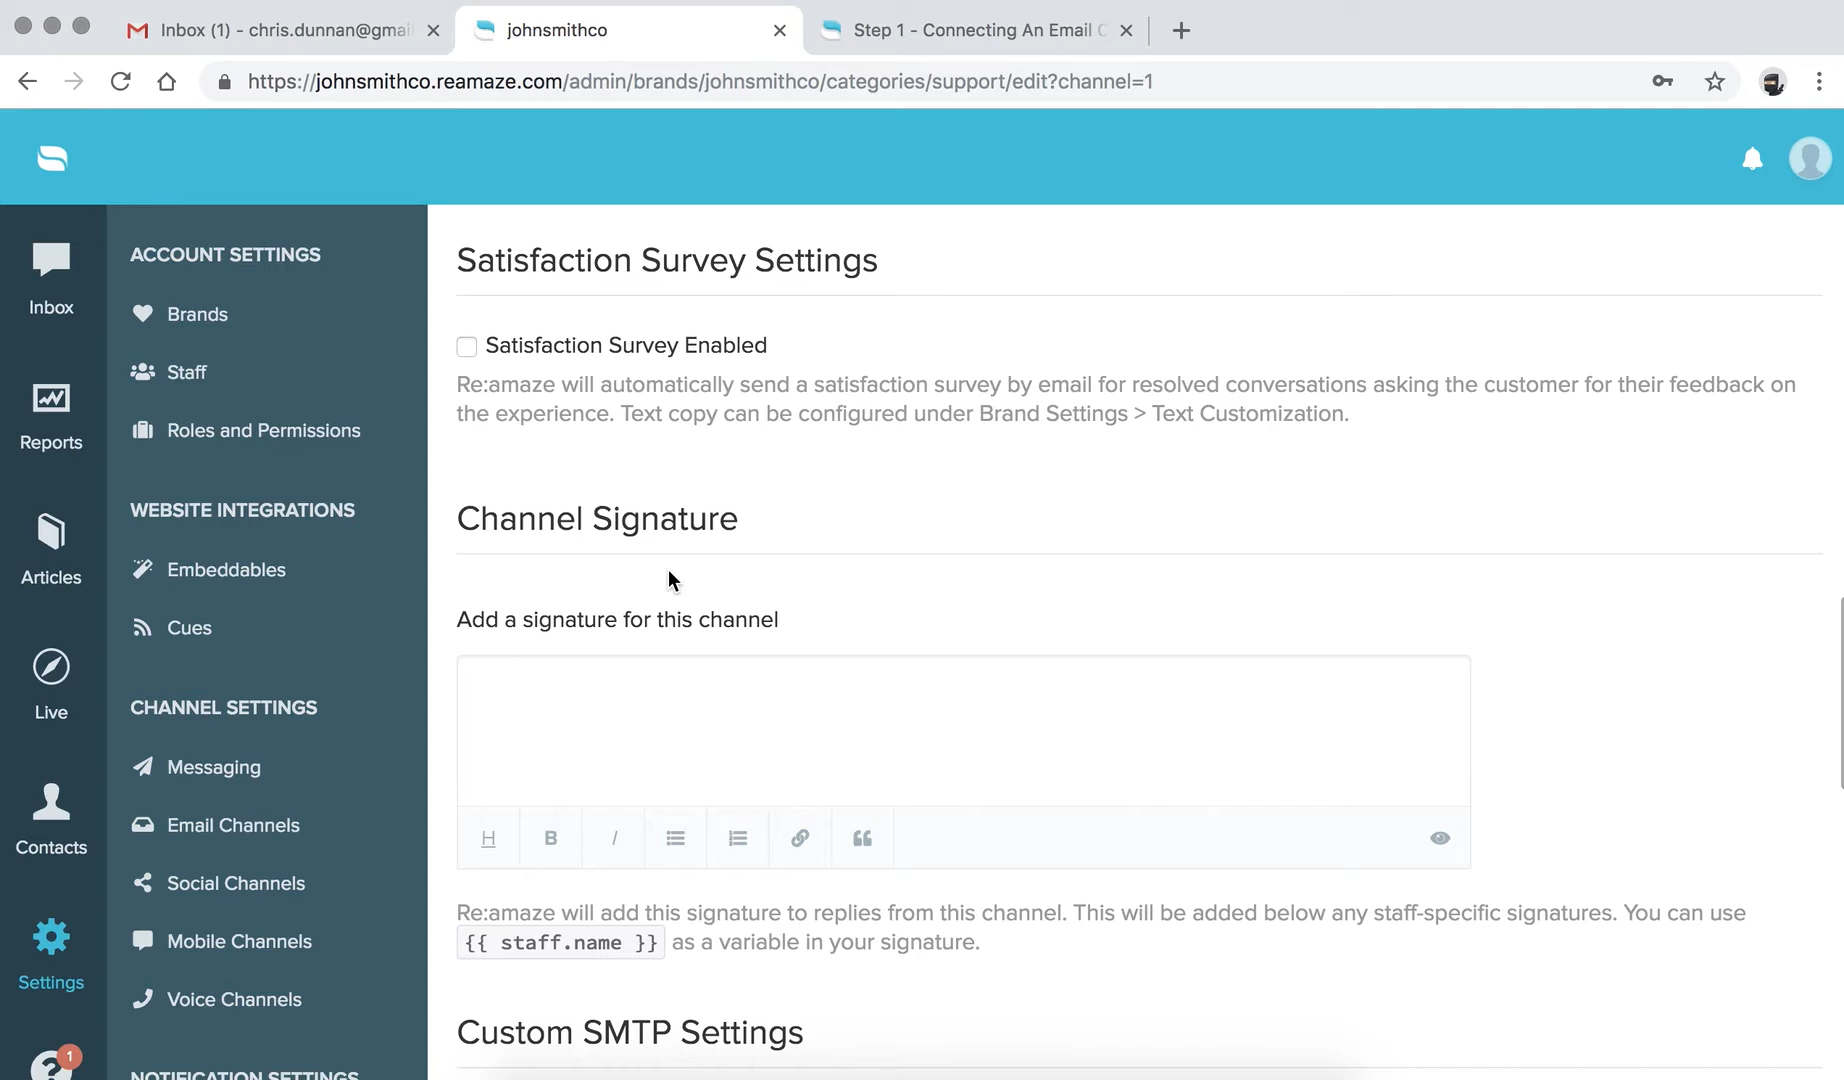 Inbox (1) - chris.dunnan@gmai
johnsmithco
Step 1 - Connecting An Email C
https://johnsmithco.reamaze.com/admin/brands/johnsmithco/categories/support/edit?channel=1
Inbox
Reports
Articles
Live
Contacts
Settings
1
ACCOUNT SETTINGS
Brands
Staff
Roles and Permissions
WEBSITE INTEGRATIONS
Embeddables
Cues
CHANNEL SETTINGS
Messaging
Email Channels
Social Channels
Mobile Channels
Voice Channels
NOTIFICATION SETTINGS
Satisfaction Survey Settings
Satisfaction Survey Enabled
Re:amaze will automatically send a satisfaction survey by email for resolved conversations asking the customer for their feedback on
the experience. Text copy can be configured under Brand Settings > Text Customization.
Channel Signature
Add a signature for this channel
H B I
Re:amaze will add this signature to replies from this channel. This will be added below any staff-specific signatures. You can use
{{ staff.name }} as a variable in your signature.
Custom SMTP Settings